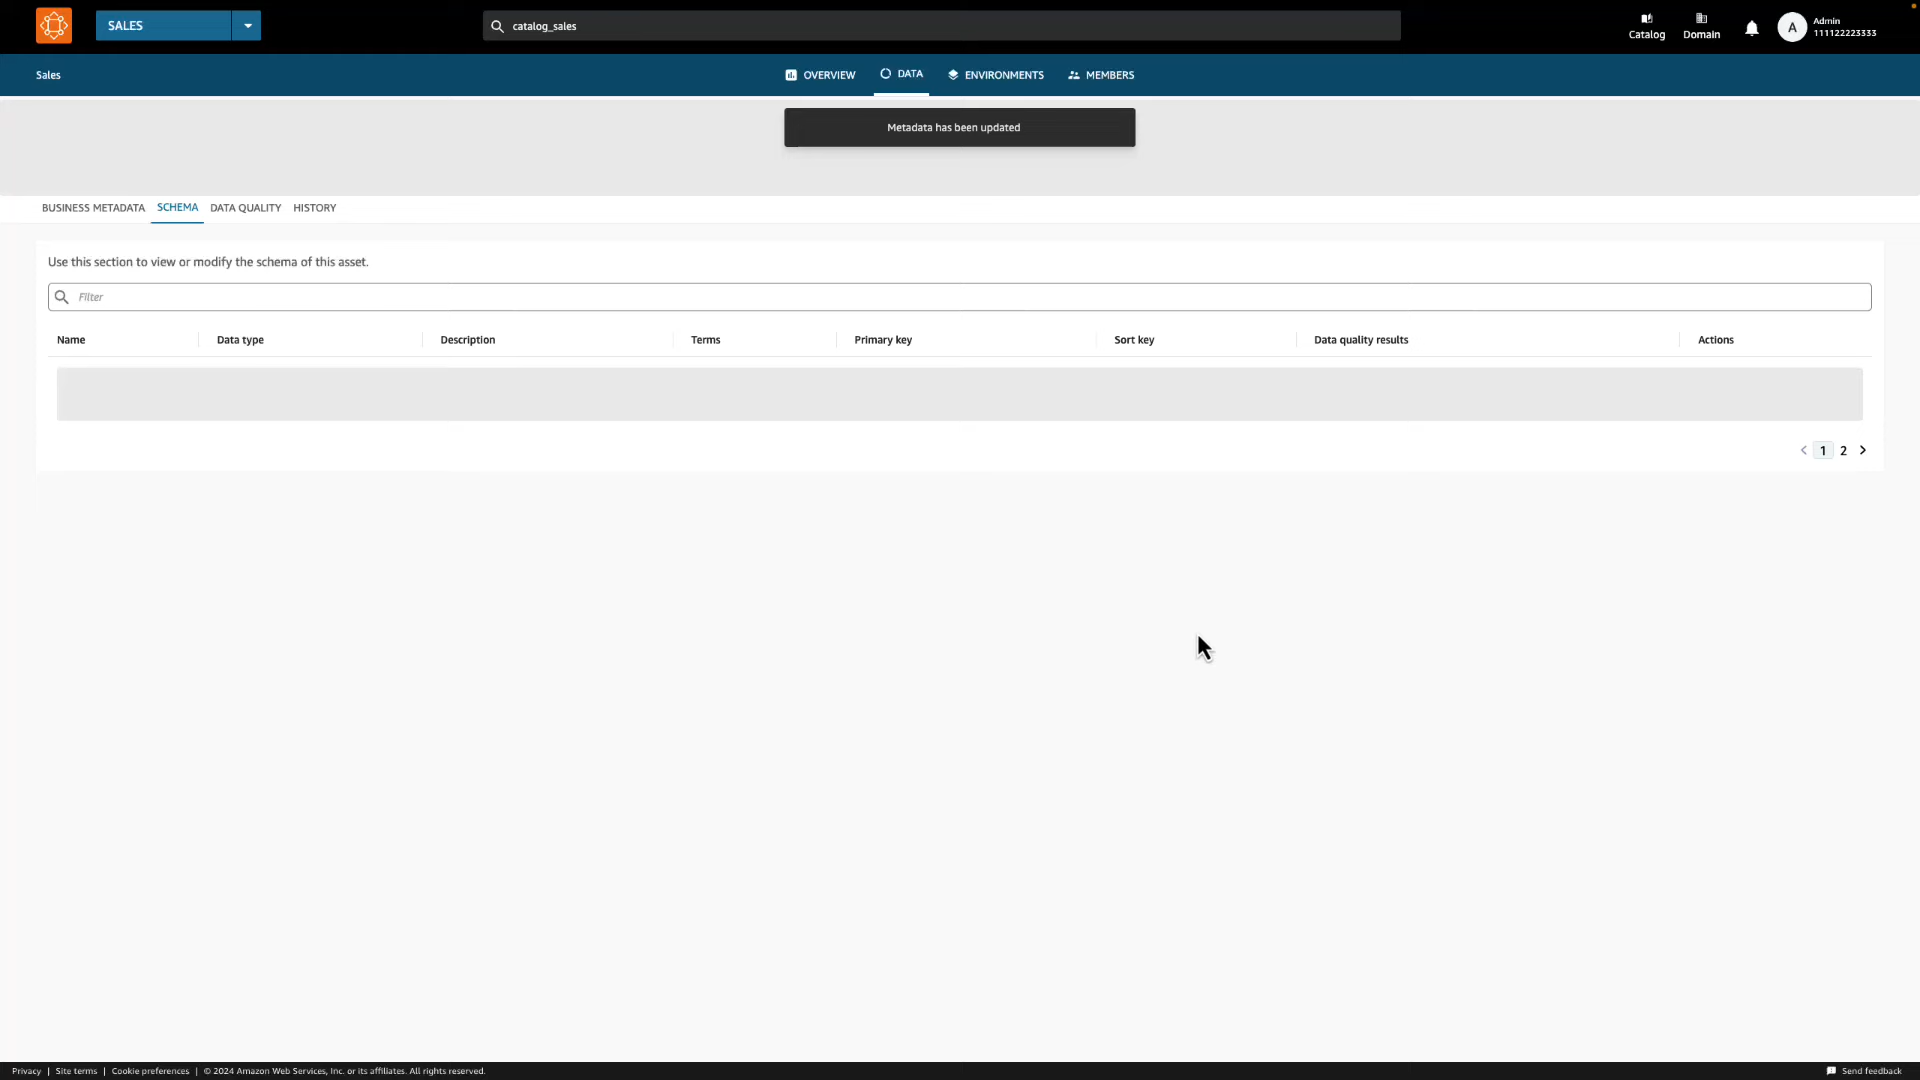 SALES
catalog_sales
Catalog
Domain
A
Admin
111122223333
Sales
OVERVIEW
DATA
ENVIRONMENTS
MEMBERS
Metadata has been updated
BUSINESS METADATA
SCHEMA
DATA QUALITY
HISTORY
Use this section to view or modify the schema of this asset.
Filter
Name
Data type
Description
Terms
Primary key
Sort key
Data quality results
Actions
1 2
Privacy | Site terms | Cookie preferences | © 2024 Amazon Web Services, Inc. or its affiliates. All rights reserved.
Send feedback